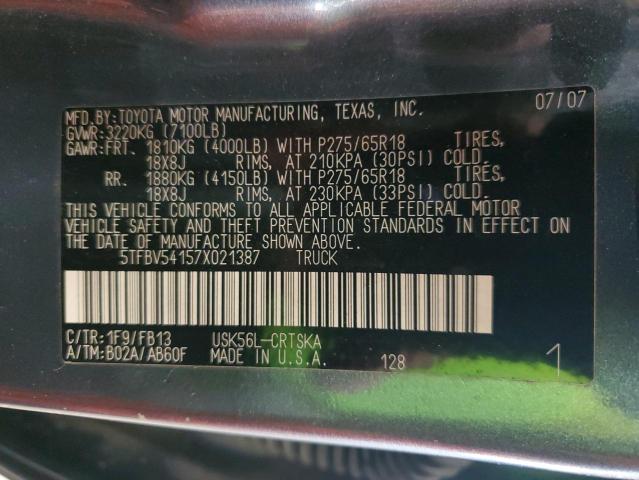 MFD.BY:TOYOTA MOTOR MANUFACTURING, TEXAS, INC. 07/07
GVWR:3220KG (7100LB)
GAWR:FRT. 1810KG (4000LB) WITH P275/65R18 TIRES,
18X8J RIMS, AT 210KPA (30PSI) COLD.
RR. 1880KG (4150LB) WITH P275/65R18 TIRES,
18X8J RIMS, AT 230KPA (33PSI) COLD.
THIS VEHICLE CONFORMS TO ALL APPLICABLE FEDERAL MOTOR
VEHICLE SAFETY AND THEFT PREVENTION STANDARDS IN EFFECT ON
THE DATE OF MANUFACTURE SHOWN ABOVE.
5TFBV54157X021387 TRUCK
C/TR:1F9/FB13 USK56L-CRTSKA
A/TM:B02A/AB60F MADE IN U.S.A. 128 1